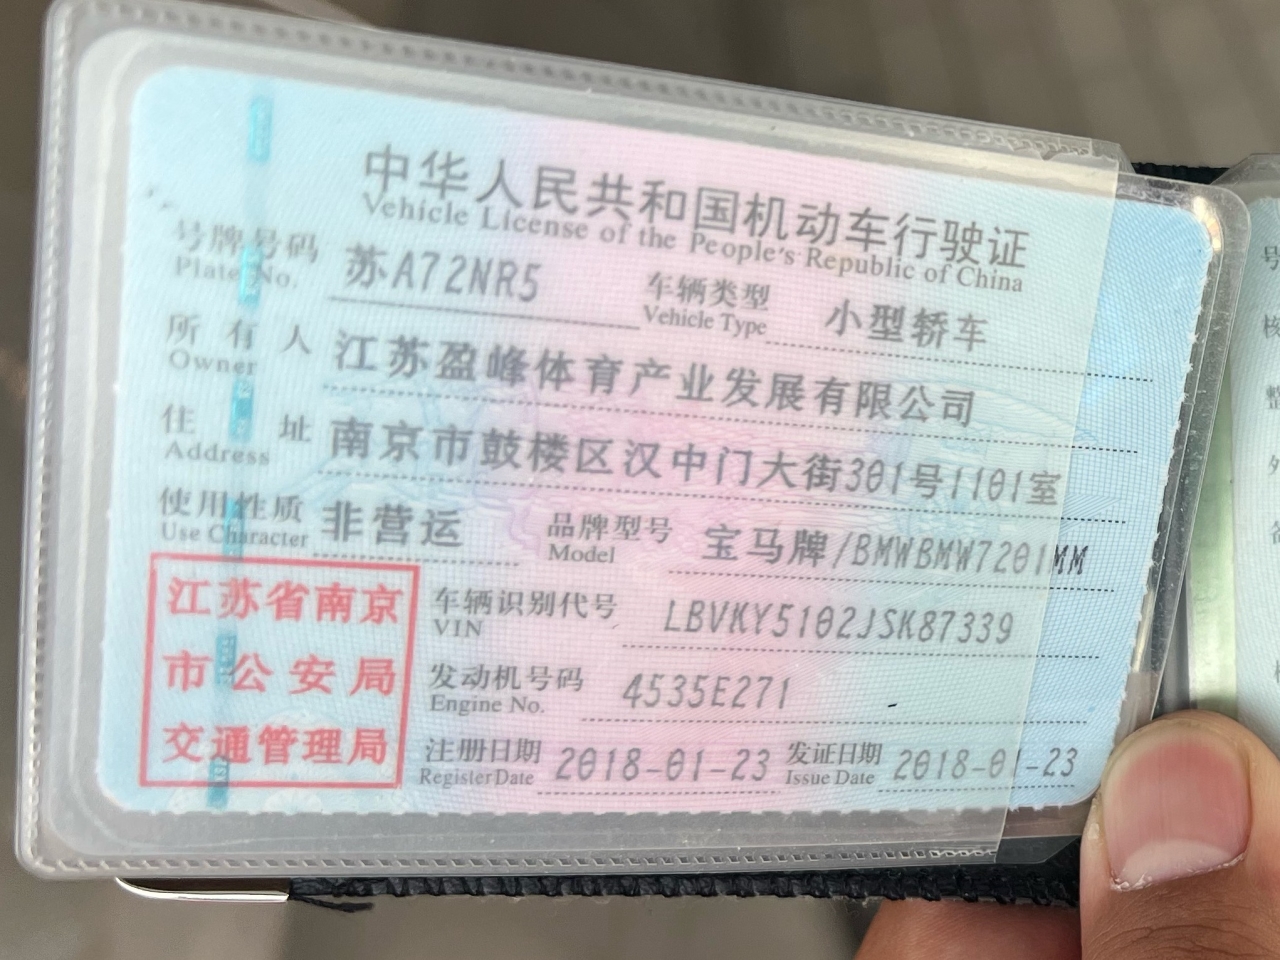 中华人民共和国机动车行驶证
Vehicle License of the People's Republic of China
号牌号码 苏A72NR5 车辆类型 小型轿车
Plate No. Vehicle Type
所有人 江苏盈峰体育产业发展有限公司
Owner
住址 南京市鼓楼区汉中门大街301号1101室
Address
使用性质 非营运 品牌型号 宝马牌/BMWBMW7201MM
Use Character Model
江苏省南京
市公安局
交通管理局
车辆识别代号 LBVKY5102JSK87339
VIN
发动机号码 4535E271
Engine No.
注册日期 2018-01-23 发证日期 2018-01-23
Register Date Issue Date
号
核
整